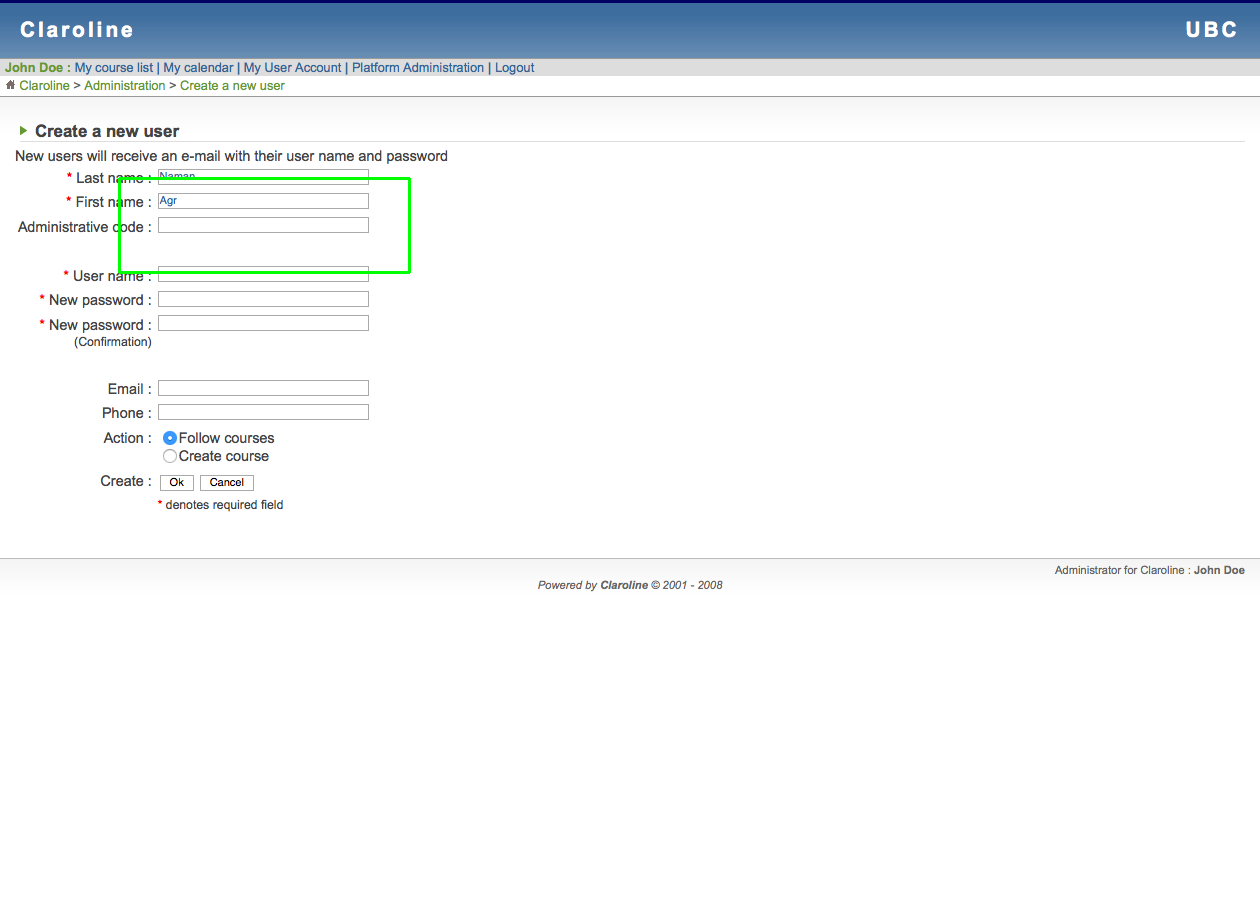 Claroline
UBC
John Doe : My course list | My calendar | My User Account | Platform Administration | Logout
Claroline > Administration > Create a new user
Create a new user
New users will receive an e-mail with their user name and password
* Last name : Naman
* First name : Agr
Administrative code :
* User name :
* New password :
* New password :
(Confirmation)
Email :
Phone :
Action : Follow courses
Create course
Create : Ok Cancel
* denotes required field
Administrator for Claroline : John Doe
Powered by Claroline © 2001 - 2008